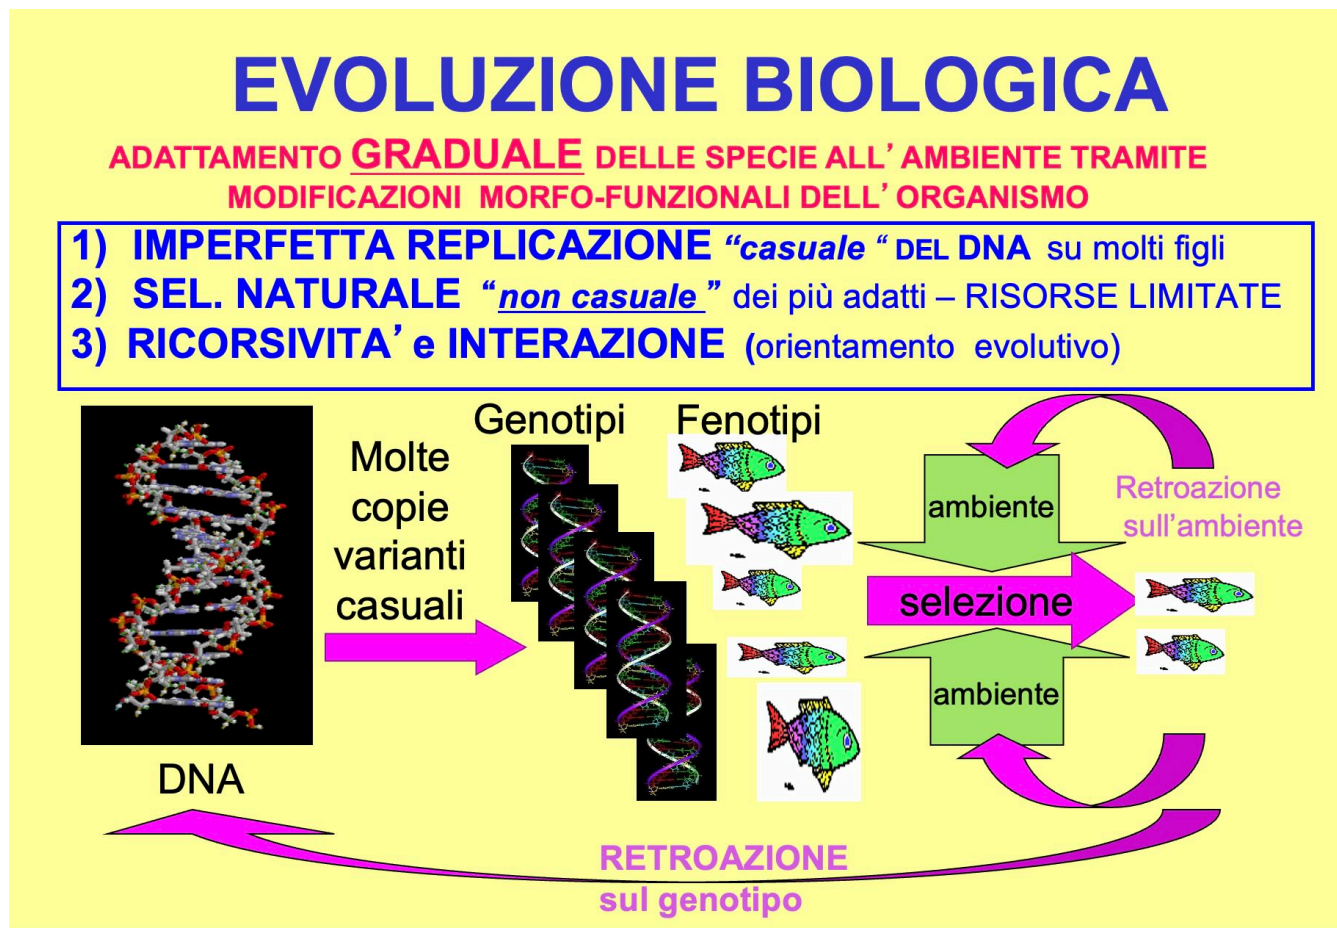 EVOLUZIONE BIOLOGICA
ADATTAMENTO GRADUALE DELLE SPECIE ALL’ AMBIENTE TRAMITE
MODIFICAZIONI MORFO-FUNZIONALI DELL’ ORGANISMO
1) IMPERFETTA REPLICAZIONE “casuale “ DEL DNA su molti figli
2) SEL. NATURALE “non casuale ” dei più adatti – RISORSE LIMITATE
3) RICORSIVITA’ e INTERAZIONE (orientamento evolutivo)
Genotipi
Fenotipi
Molte
copie
varianti
casuali
ambiente
Retroazione
sull’ambiente
selezione
ambiente
DNA
RETROAZIONE
sul genotipo